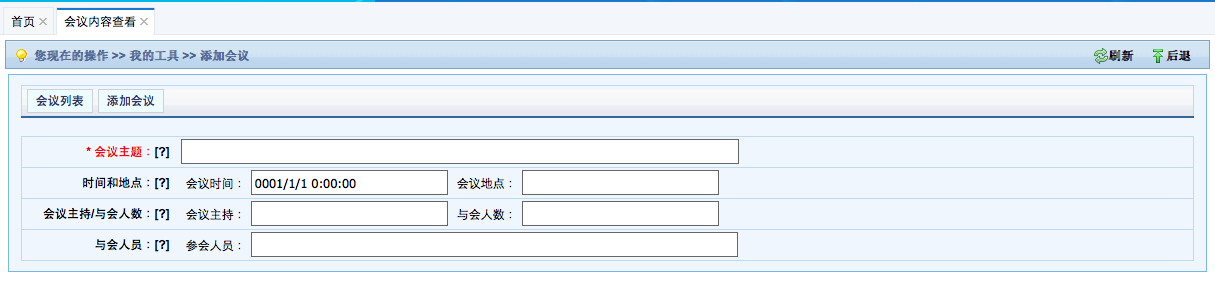 首页 会议内容查看
您现在的操作 >> 我的工具 >> 添加会议 刷新 后退
会议列表 添加会议
* 会议主题：[?]
时间和地点：[?] 会议时间： 0001/1/1 0:00:00 会议地点：
会议主持/与会人数：[?] 会议主持： 与会人数：
与会人员：[?] 参会人员：